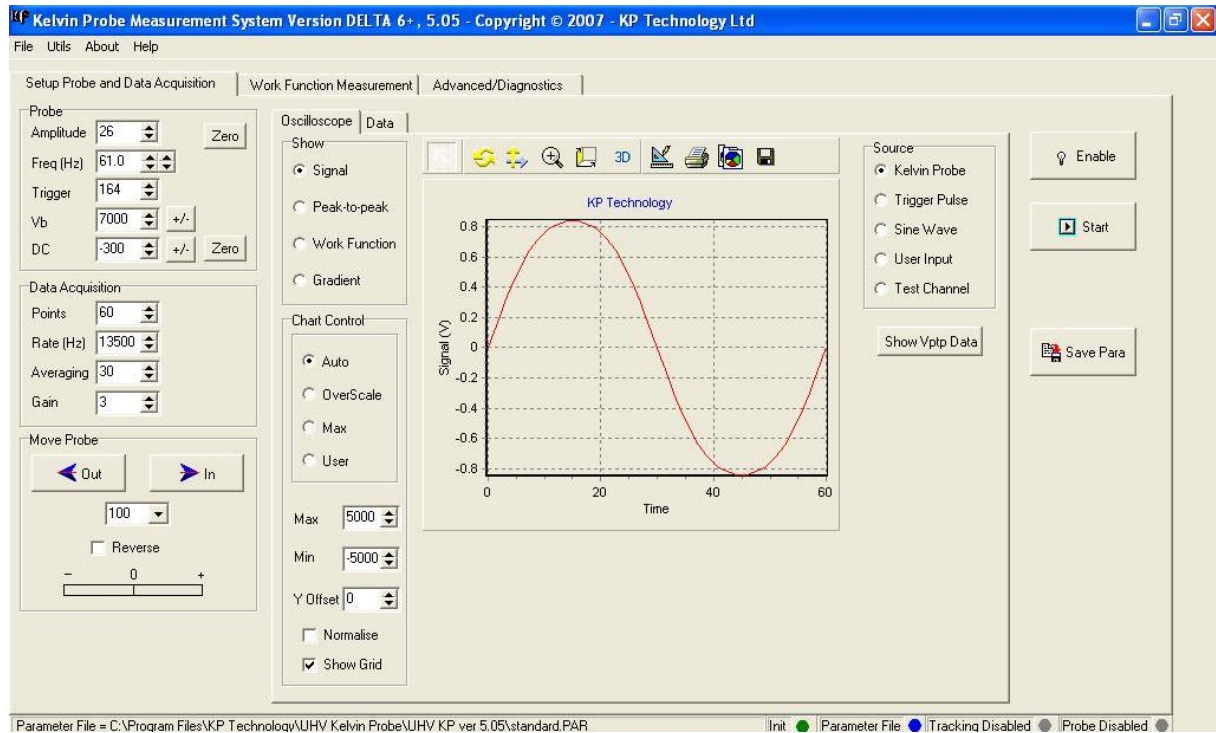 KP Kelvin Probe Measurement System Version DELTA 6+, 5.05 - Copyright © 2007 - KP Technology Ltd
File Utils About Help
Setup Probe and Data Acquisition Work Function Measurement Advanced/Diagnostics
Probe
Amplitude 26 Zero
Freq (Hz) 61.0
Trigger 164
Vb 7000 +/-
DC -300 +/- Zero
Data Acquisition
Points 60
Rate (Hz) 13500
Averaging 30
Gain 3
Move Probe
Out In
100
Reverse
- 0 +
Oscilloscope Data
Show
Signal
Peak-to-peak
Work Function
Gradient
Chart Control
Auto
OverScale
Max
User
Max 5000
Min -5000
Y Offset 0
Normalise
Show Grid
3D
KP Technology
Signal (V)
0.8
0.6
0.4
0.2
0
-0.2
-0.4
-0.6
-0.8
0 20 40 60
Time
Source
Kelvin Probe
Trigger Pulse
Sine Wave
User Input
Test Channel
Show Vptp Data
Enable
Start
Save Para
Parameter File = C:\Program Files\KP Technology\UHV Kelvin Probe\UHV KP ver 5.05\standard.PAR Init Parameter File Tracking Disabled Probe Disabled